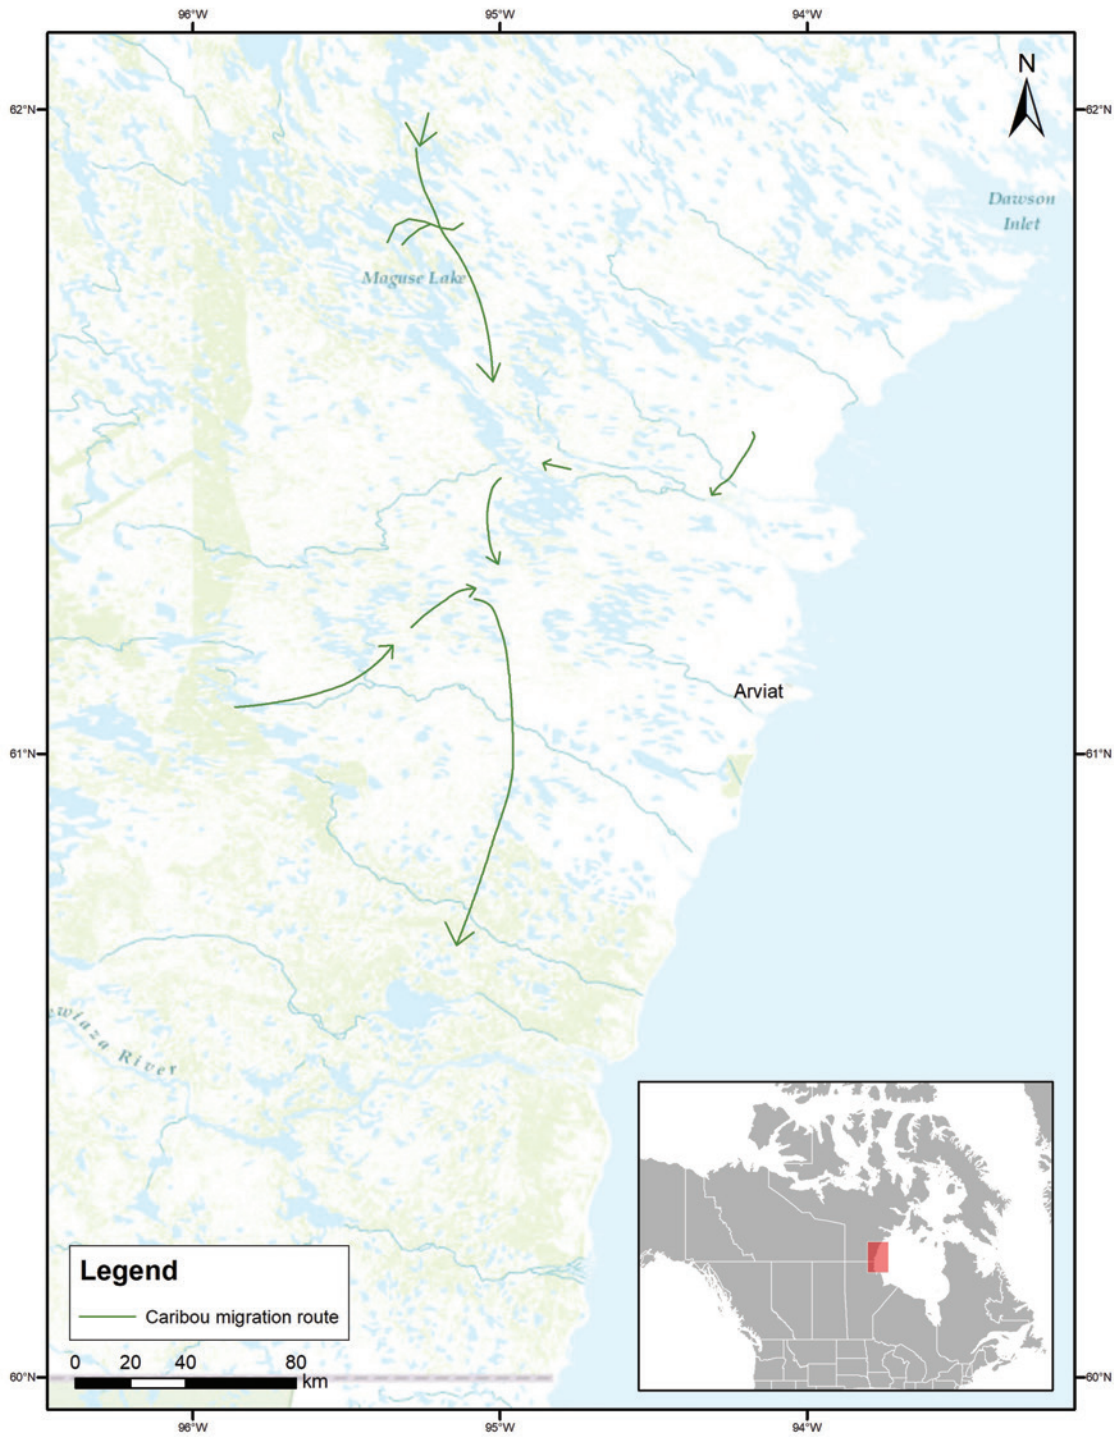 96°W 95°W 94°W
N
62°N 62°N
Dawson
Inlet
Maguse Lake
Arviat
61°N 61°N
wiaza River
Legend
Caribou migration route
0 20 40 80
km
60°N 60°N
96°W 95°W 94°W